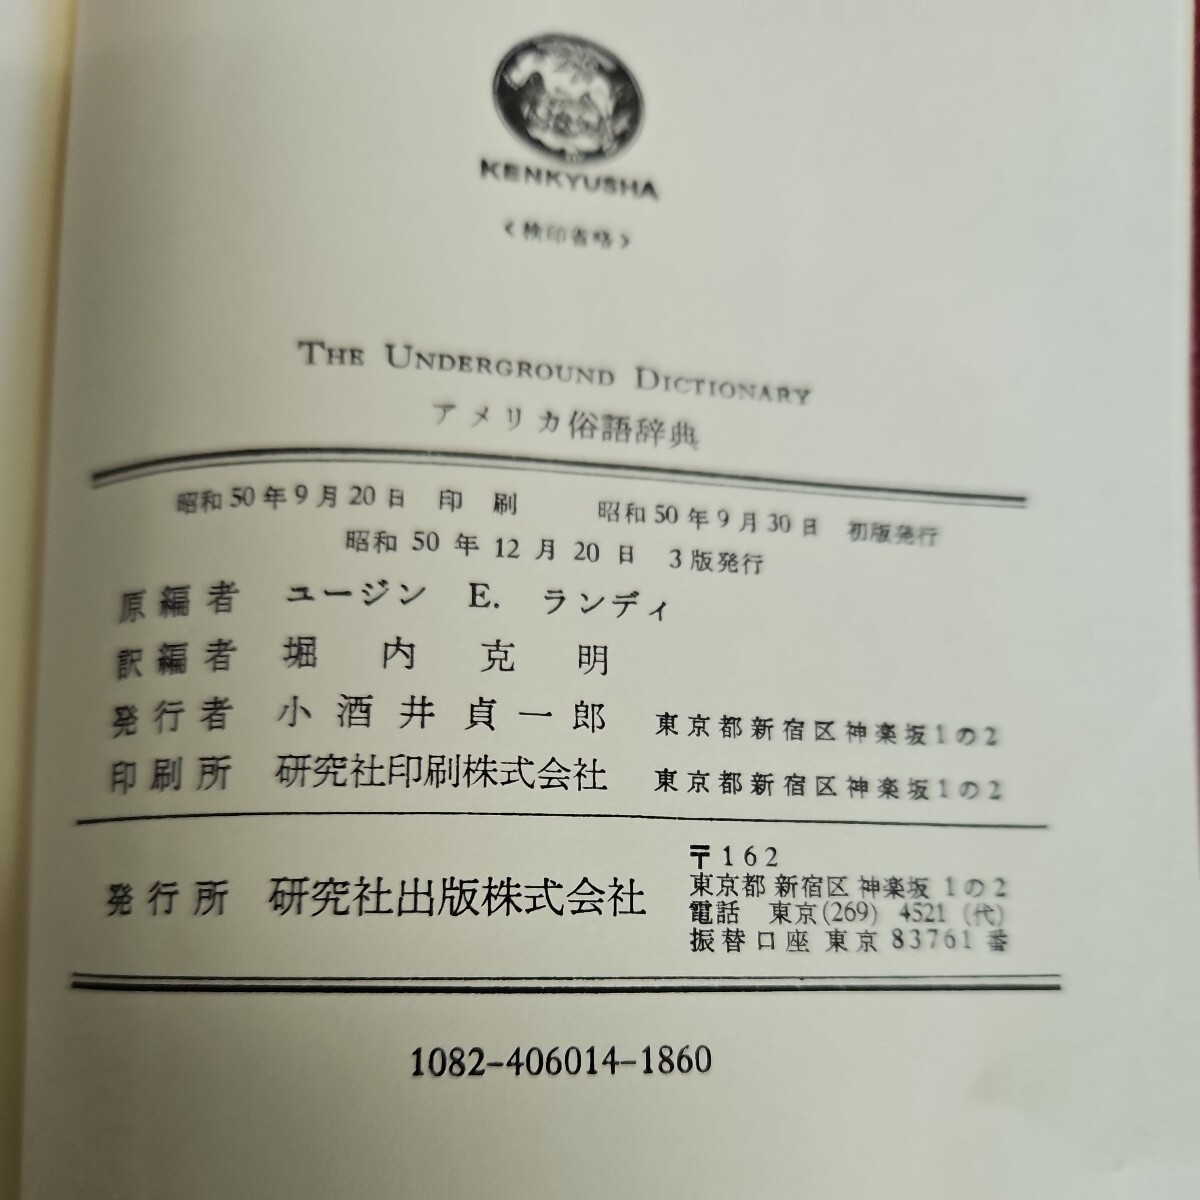 KENKYUSHA
<検印省略>
THE UNDERGROUND DICTIONARY
アメリカ俗語辞典
昭和50年9月20日 印刷 昭和50年9月30日 初版発行
昭和 50 年 12 月 20 日 3版発行
原編者 ユージン E. ランディ
訳編者 堀内克明
発行者 小酒井貞一郎 東京都新宿区神楽坂1の2
印刷所 研究社印刷株式会社 東京都新宿区神楽坂1の2
発行所 研究社出版株式会社
〒162
東京都新宿区神楽坂 1の2
電話 東京(269) 4521 (代)
振替口座 東京 83761 番
1082-406014-1860